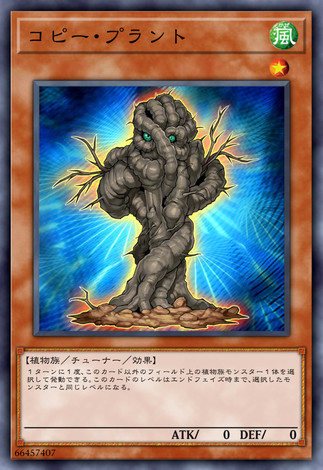 コピー・プラント
風
【植物族／チューナー／効果】
１ターンに１度、このカード以外のフィールド上の植物族モンスター１体を選
択して発動できる。このカードのレベルはエンドフェイズ時まで、選択したモ
ンスターと同じレベルになる。
ATK/ 0 DEF/ 0
66457407